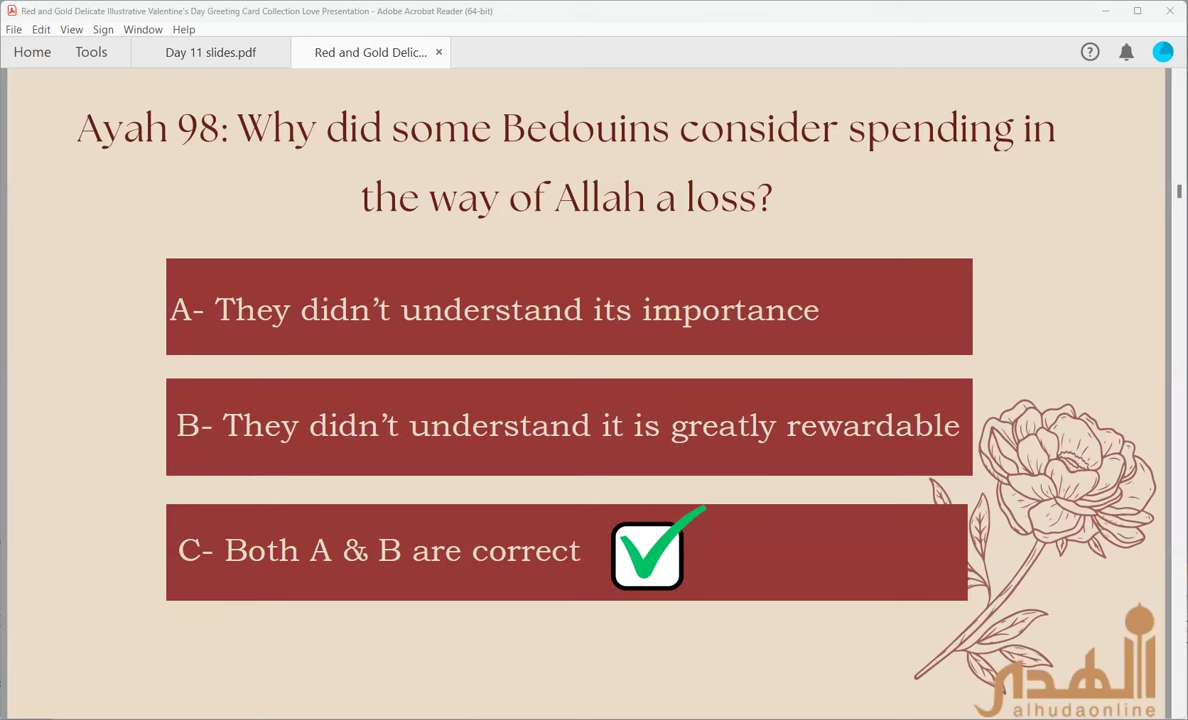 Red and Gold Delicate Illustrative Valentine's Day Greeting Card Collection Love Presentation - Adobe Acrobat Reader (64-bit)
File Edit View Sign Window Help
Home Tools Day 11 slides.pdf Red and Gold Delic... ×
Ayah 98: Why did some Bedouins consider spending in
the way of Allah a loss?
A- They didn’t understand its importance
B- They didn’t understand it is greatly rewardable
C- Both A & B are correct
الهدى
alhudaonline